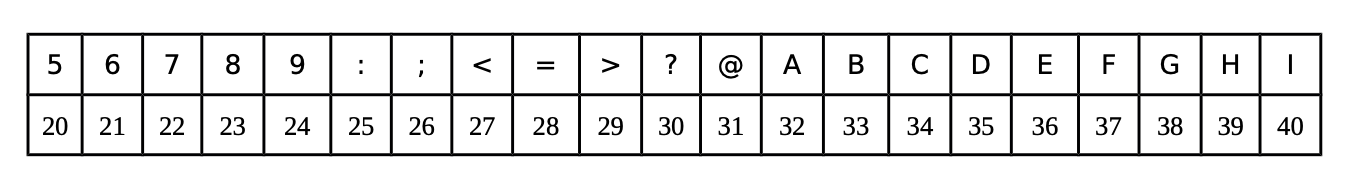 5 6 7 8 9 : ; < = > ? @ A B C D E F G H I
20 21 22 23 24 25 26 27 28 29 30 31 32 33 34 35 36 37 38 39 40